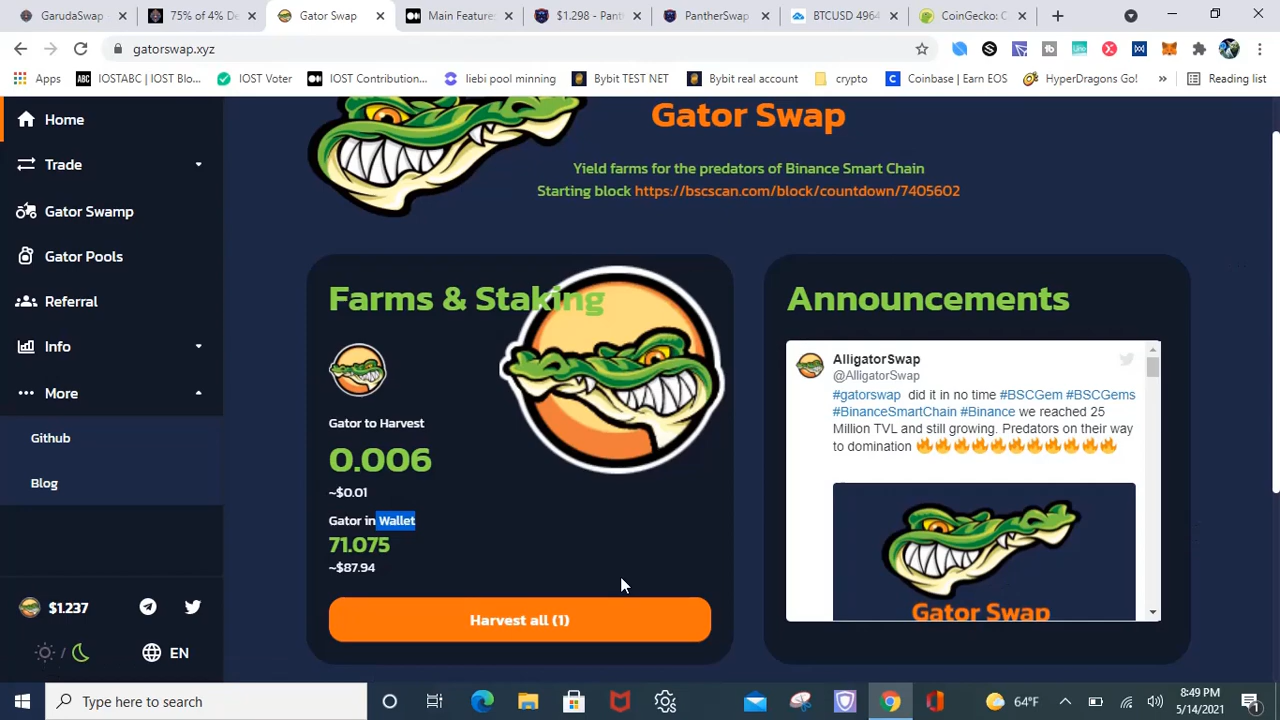 GarudaSwap
75% of 4% De
Gator Swap
Main Feature
$1.298 - Pant
PantherSwap
BTCUSD 4964
CoinGecko: C
gatorswap.xyz
Apps
ABC
IOSTABC | IOST Blo...
IOST Voter
IOST Contribution...
liebi pool minning
Bybit TEST NET
Bybit real account
crypto
Coinbase | Earn EOS
HyperDragons Go!
»
Reading list
Home
Trade
Gator Swamp
Gator Pools
Referral
Info
More
Github
Blog
$1.237
/
EN
Gator Swap
Yield farms for the predators of Binance Smart Chain
Starting block https://bscscan.com/block/countdown/7405602
Farms & Staking
Gator to Harvest
0.006
~$0.01
Gator in Wallet
71.075
~$87.94
Harvest all (1)
Announcements
AlligatorSwap
@AlligatorSwap
#gatorswap did it in no time #BSCGem #BSCGems
#BinanceSmartChain #Binance we reached 25
Million TVL and still growing. Predators on their way
to domination 🔥🔥🔥🔥🔥🔥🔥🔥🔥🔥🔥
Gator Swap
Type here to search
64°F
8:49 PM
5/14/2021